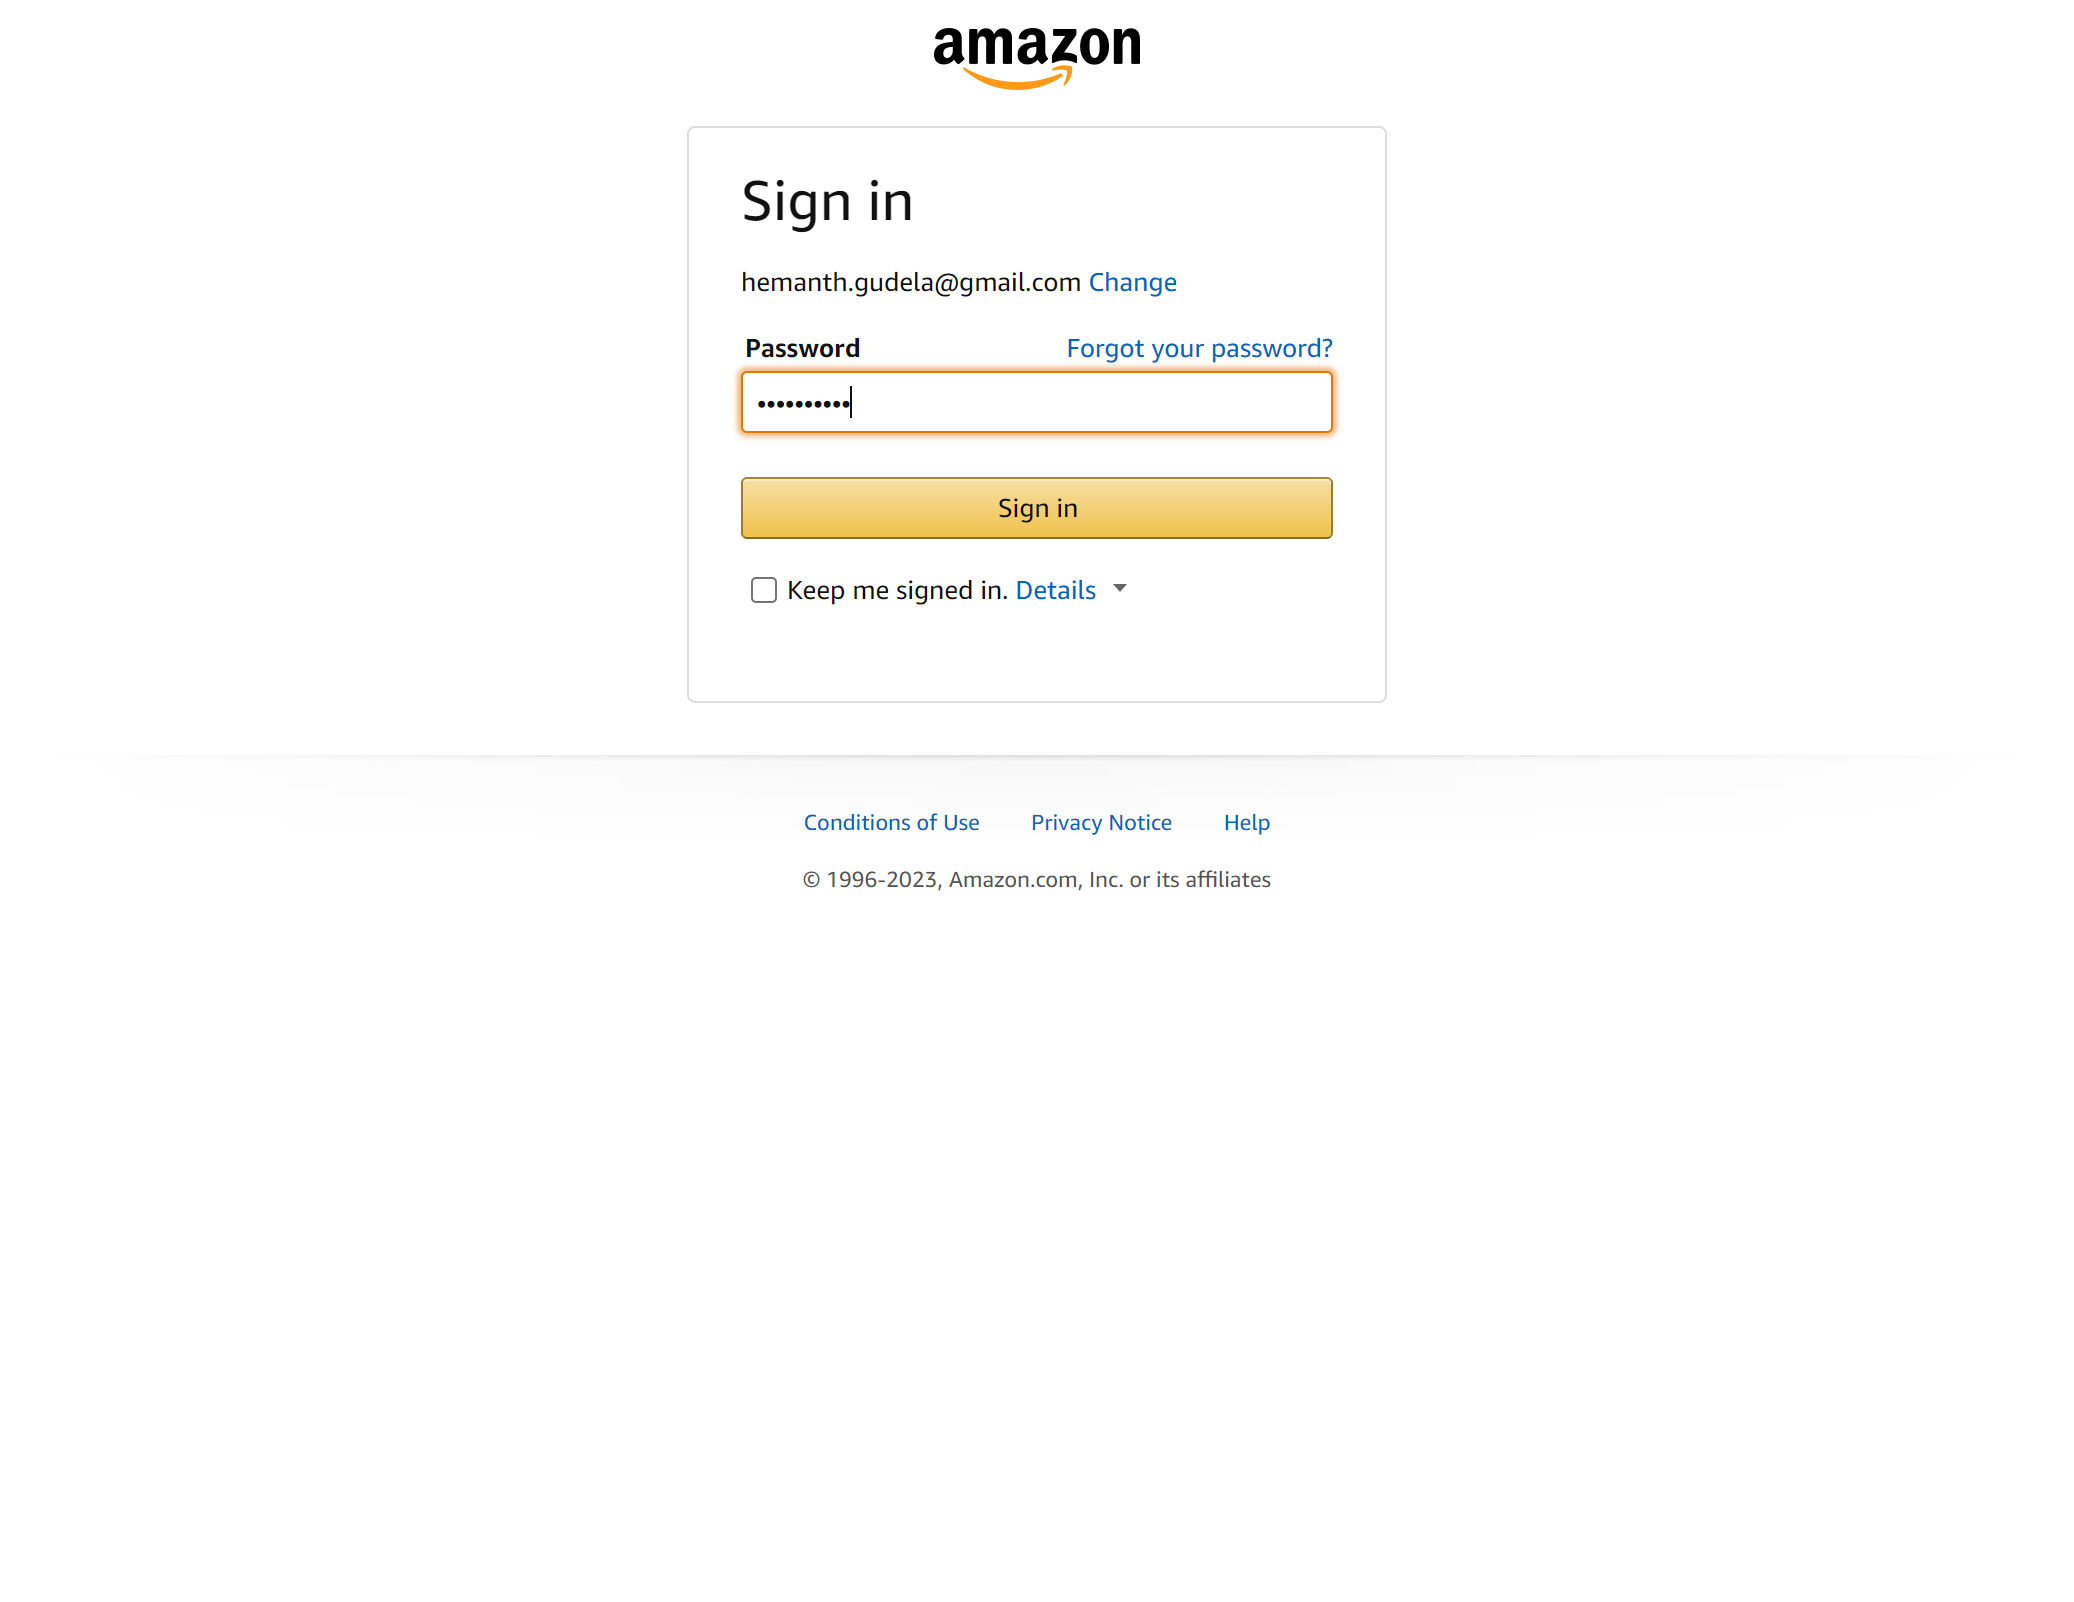 amazon
Sign in
hemanth.gudela@gmail.com Change
Password Forgot your password?
••••••••••
Sign in
Keep me signed in. Details
Conditions of Use Privacy Notice Help
© 1996-2023, Amazon.com, Inc. or its affiliates